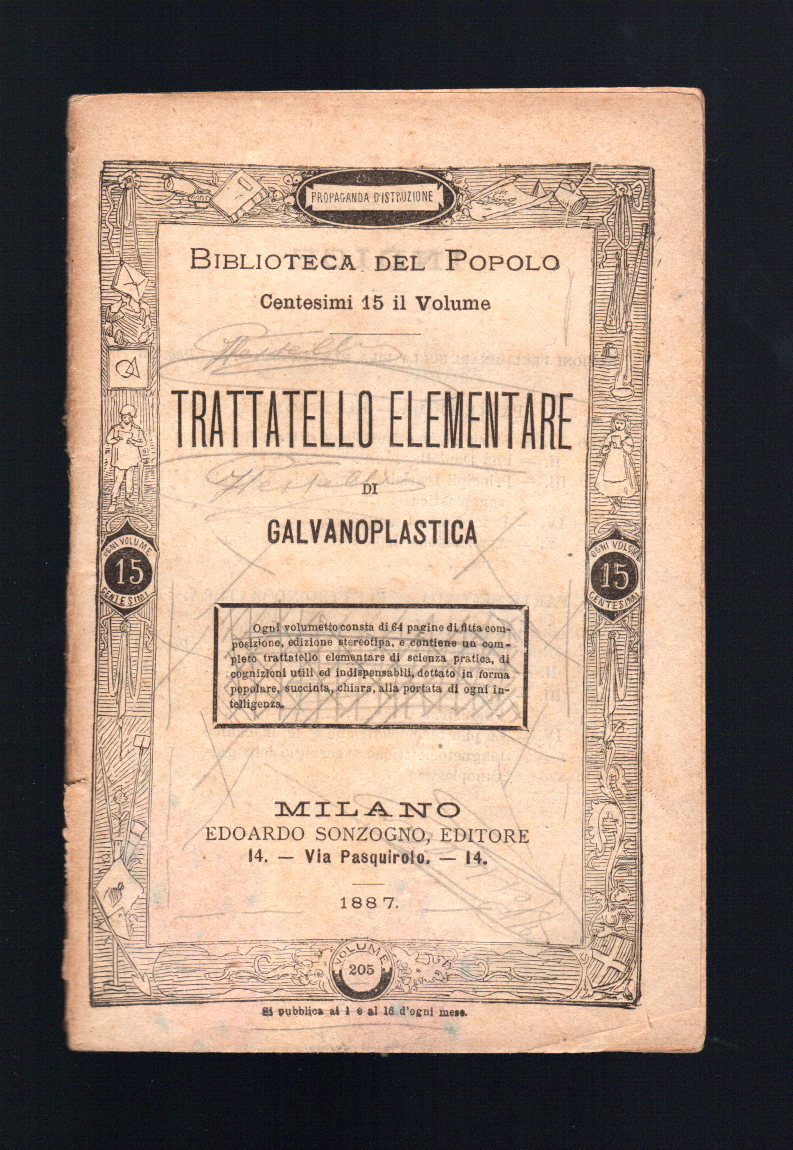 PROPAGANDA D'ISTRUZIONE
BIBLIOTECA DEL POPOLO
Centesimi 15 il Volume
TRATTATELLO ELEMENTARE
DI
GALVANOPLASTICA
OGNI VOLUME
15
CENTESIMI
OGNI VOLUME
15
CENTESIMI
Ogni volumetto consta di 64 pagine di fitta com-
posizione, edizione stereotipa, e contiene un com-
pleto trattatello elementare di scienza pratica, di
cognizioni utili ed indispensabili, dettato in forma
popolare, succinta, chiara, alla portata di ogni in-
telligenza.
MILANO
EDOARDO SONZOGNO, EDITORE
14. — Via Pasquirolo. — 14.
1887.
VOLUME
205
Si pubblica al 1 e al 16 d'ogni mese.